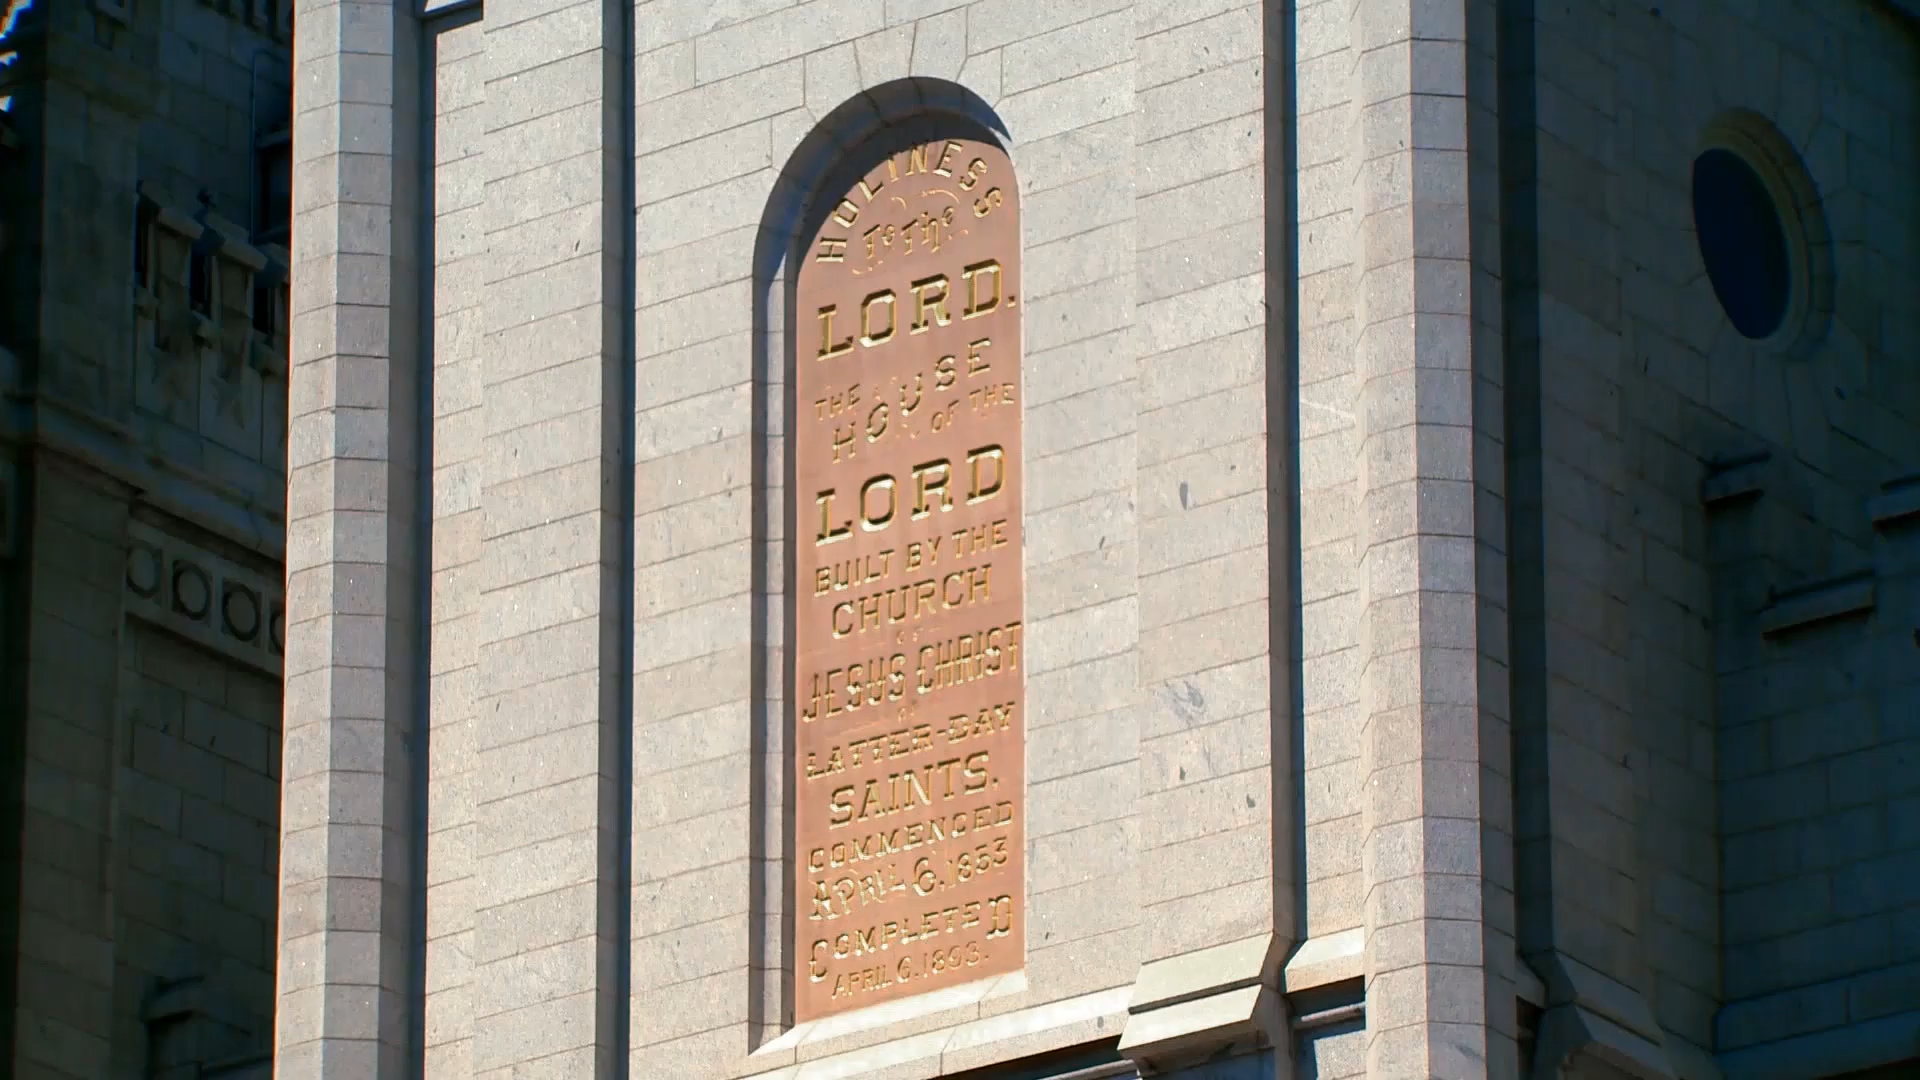 HOLINESS
To The
LORD.
THE HOUSE OF THE
LORD
BUILT BY THE
CHURCH
OF
JESUS CHRIST
OF
LATTER-DAY
SAINTS.
COMMENCED
APRIL 6, 1853
COMPLETED
APRIL 6, 1893.